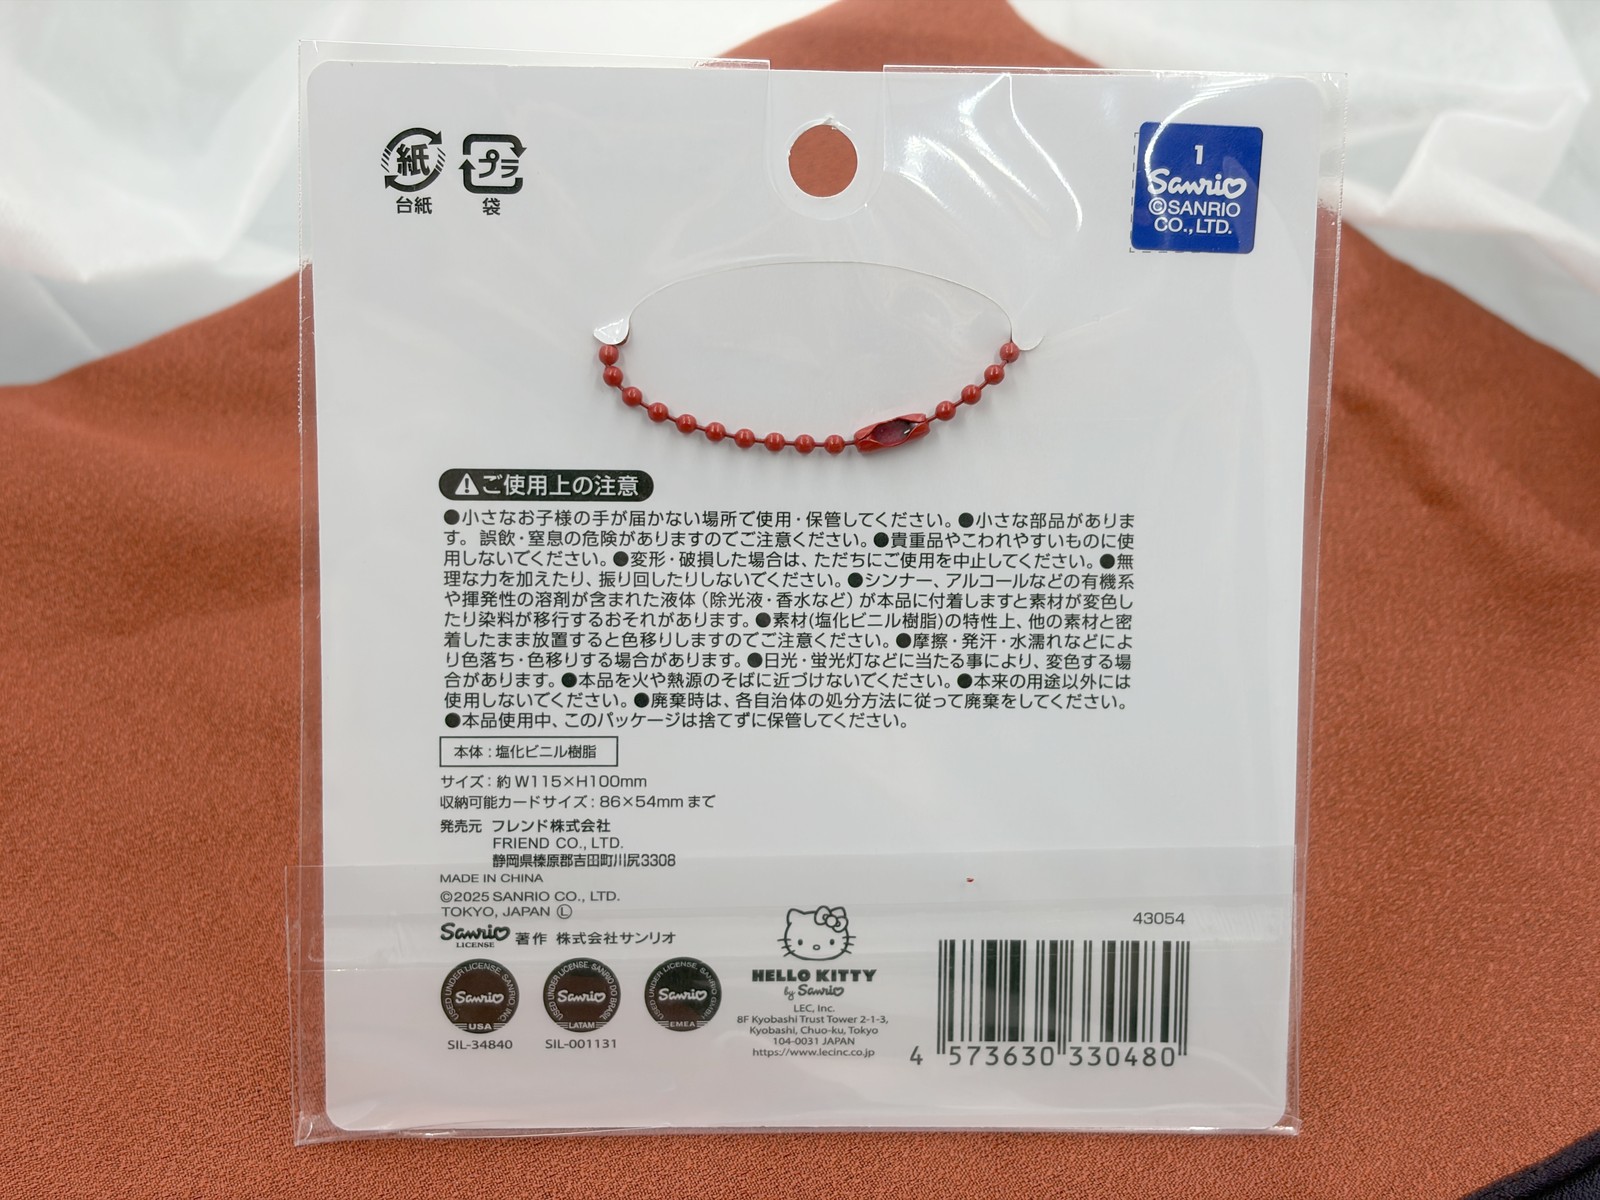 紙
台紙
プラ
袋
1
Sanrio
©SANRIO
CO.,LTD.
ご使用上の注意
●小さなお子様の手が届かない場所で使用・保管してください。●小さな部品がありま
す。誤飲・窒息の危険がありますのでご注意ください。●貴重品やこわれやすいものに使
用しないでください。●変形・破損した場合は、ただちにご使用を中止してください。●無
理な力を加えたり、振り回したりしないでください。●シンナー、アルコールなどの有機系
や揮発性の溶剤が含まれた液体(除光液・香水など)が本品に付着しますと素材が変色し
たり染料が移行するおそれがあります。●素材(塩化ビニル樹脂)の特性上、他の素材と密
着したまま放置すると色移りしますのでご注意ください。●摩擦・発汗・水濡れなどによ
り色落ち・色移りする場合があります。●日光・蛍光灯などに当たる事により、変色する場
合があります。●本品を火や熱源のそばに近づけないでください。●本来の用途以外には
使用しないでください。●廃棄時は、各自治体の処分方法に従って廃棄をしてください。
●本品使用中、このパッケージは捨てずに保管してください。
本体:塩化ビニル樹脂
サイズ:約W115×H100mm
収納可能カードサイズ:86×54mmまで
発売元 フレンド株式会社
FRIEND CO., LTD.
静岡県榛原郡吉田町川尻3308
MADE IN CHINA
©2025 SANRIO CO., LTD.
TOKYO, JAPAN Ⓛ
Sanrio LICENSE 著作 株式会社サンリオ
USED UNDER LICENSE. SANRIO, INC.
Sanrio
USA
SIL-34840
USED UNDER LICENSE. SANRIO DO BRASIL
Sanrio
LATAM
SIL-001131
USED UNDER LICENSE. SANRIO GMBH
Sanrio
EMEA
HELLO KITTY
by Sanrio
LEC, Inc.
8F Kyobashi Trust Tower 2-1-3,
Kyobashi, Chuo-ku, Tokyo
104-0031 JAPAN
https://www.lecinc.co.jp
43054
4 573630 330480